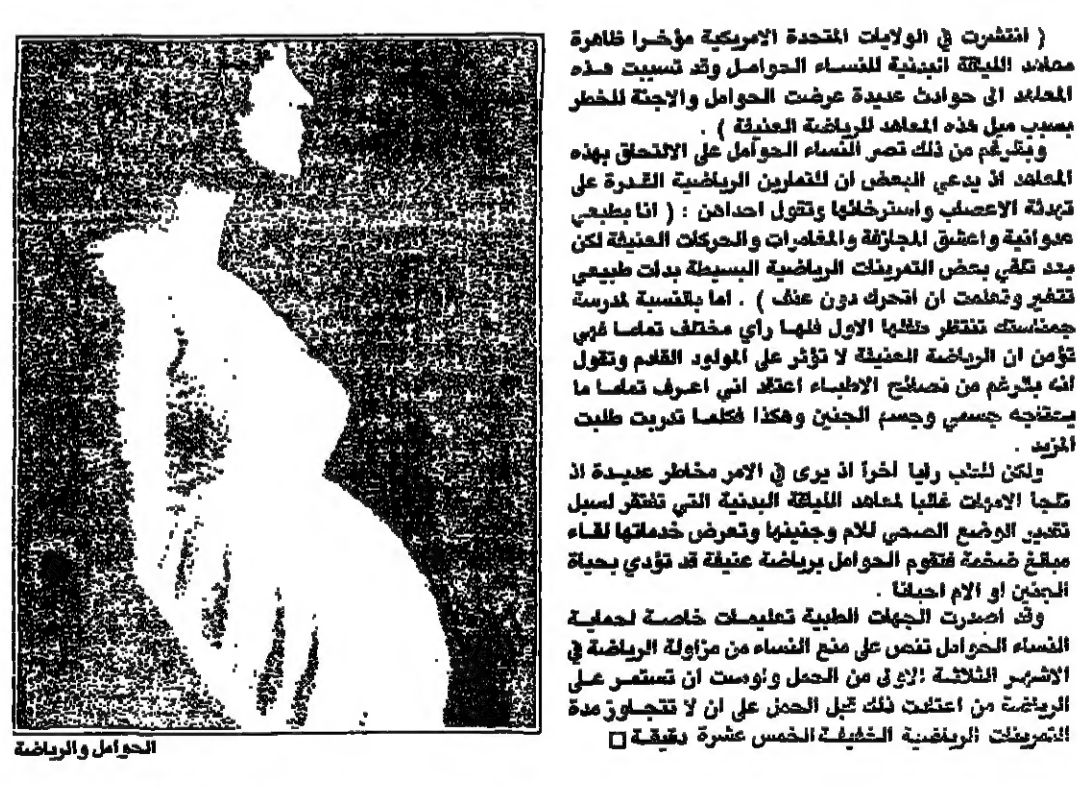 ( انتشرت في الولايات المتحدة الامريكية مؤخرا ظاهرة
معاهد اللياقة البدنية للنساء الحوامل وقد تسببت هذه
المعاهد الى حوادث عديدة عرضت الحوامل والاجنة للخطر
بسبب ميل هذه المعاهد للرياضة العنيفة ) .
وبالرغم من ذلك تصر النساء الحوامل على الالتحاق بهذه
المعاهد اذ يدعي البعض ان للتمارين الرياضية القدرة على
تهدئة الاعصاب واسترخائها وتقول احداهن : ( انا بطبعي
عدوانية واعشق المجازفة والمغامرات والحركات العنيفة لكن
بعد تلقي بعض التمرينات الرياضية البسيطة بدات طبيعتي
تتغير وتعلمت ان اتحرك دون عنف ) . اما بالنسبة لمدرسة
جمناستك تنتظر طفلها الاول فلها رأي مختلف تماما فهي
تؤمن ان الرياضة العنيفة لا تؤثر على المولود القادم وتقول
انه بالرغم من نصائح الاطباء اعتقد اني اعرف تماما ما
يحتاجه جسمي وجسم الجنين وهكذا فكلما تدربت طلبت
المزيد .
ولكن للطب رايا آخرا اذ يرى في الامر مخاطر عديدة اذ
تلجا الامهات غالبا لمعاهد اللياقة البدنية التي تفتقر لسبل
تقدير الوضع الصحي للام وجنينها وتعرض خدماتها لقاء
مبالغ ضخمة فتقوم الحوامل برياضة عنيفة قد تؤدي بحياة
الجنين او الام احيانا .
وقد اصدرت الجهات الطبية تعليمات خاصة لحماية
النساء الحوامل تنص على منع النساء من مزاولة الرياضة في
الاشهر الثلاثة الاولى من الحمل واوصت ان تستمر على
الرياضة من اعتادت ذلك قبل الحمل على ان لا تتجاوز مدة
التمرينات الرياضية الخفيفة الخمس عشرة دقيقة
الحوامل والرياضة